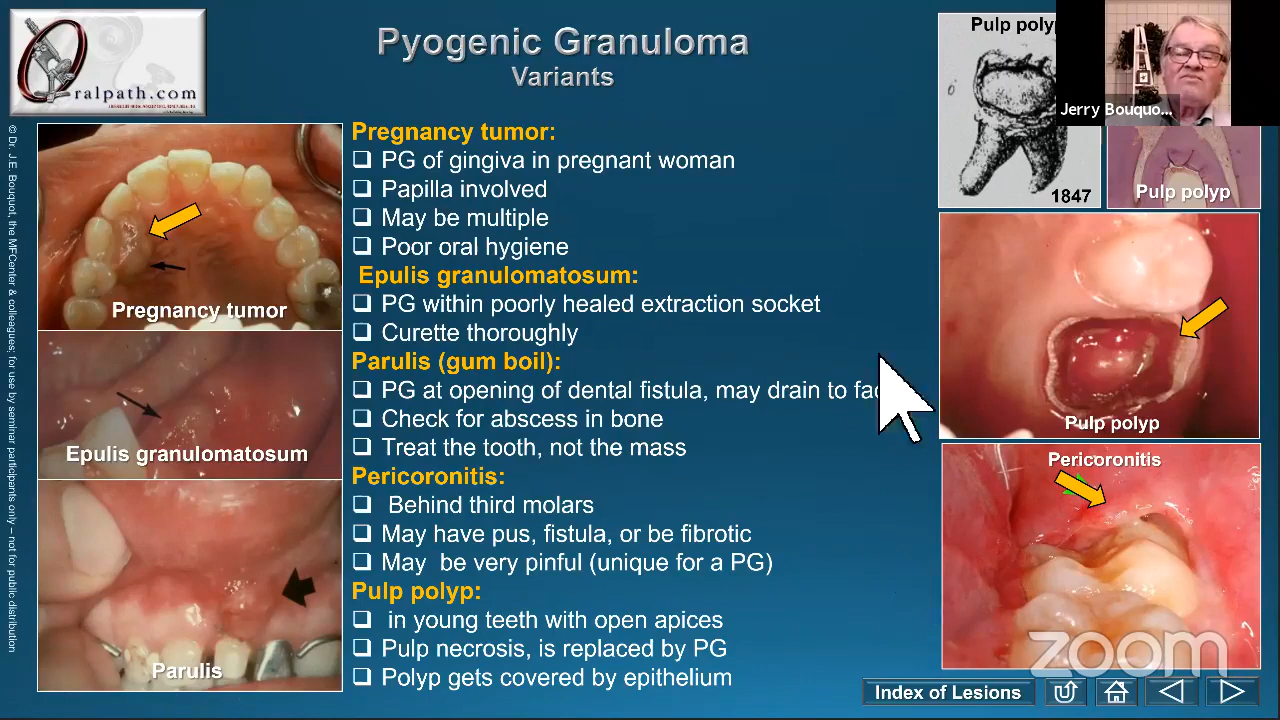 ralpath.com
Pyogenic Granuloma
Variants
© Dr. J.E. Bouquot, the MFCenter & colleagues; for use by seminar participants only – not for public distribution
Pregnancy tumor:
❑ PG of gingiva in pregnant woman
❑ Papilla involved
❑ May be multiple
❑ Poor oral hygiene
Epulis granulomatosum:
❑ PG within poorly healed extraction socket
❑ Curette thoroughly
Parulis (gum boil):
❑ PG at opening of dental fistula, may drain to fac
❑ Check for abscess in bone
❑ Treat the tooth, not the mass
Pericoronitis:
❑ Behind third molars
❑ May have pus, fistula, or be fibrotic
❑ May be very pinful (unique for a PG)
Pulp polyp:
❑ in young teeth with open apices
❑ Pulp necrosis, is replaced by PG
❑ Polyp gets covered by epithelium
Pregnancy tumor
Epulis granulomatosum
Parulis
Pulp polyp
1847
Jerry Bouquo...
Pulp polyp
Pulp polyp
Pericoronitis
zoom
Index of Lesions